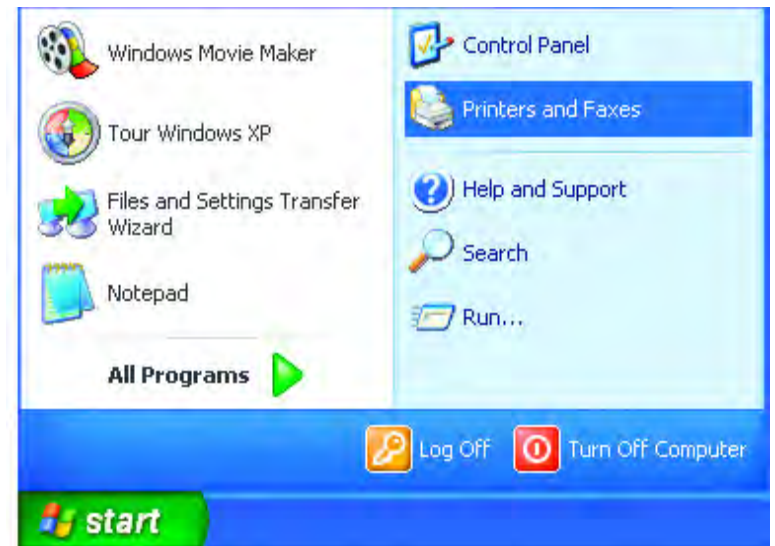 Windows Movie Maker
Tour Windows XP
Files and Settings Transfer
Wizard
Notepad
All Programs
Control Panel
Printers and Faxes
Help and Support
Search
Run...
Log Off
Turn Off Computer
start